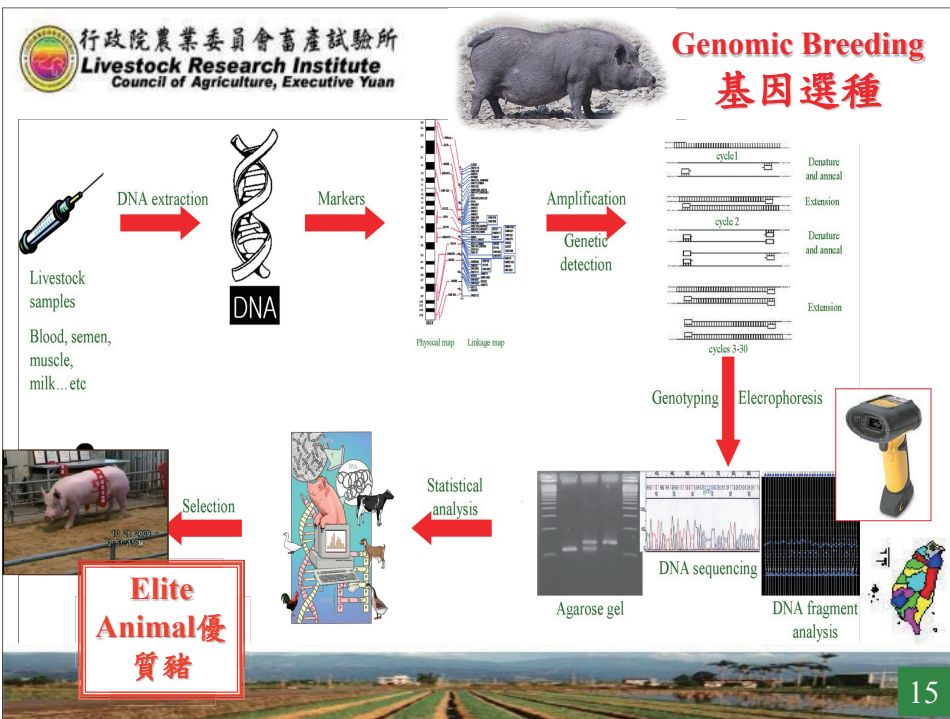 行政院農業委員會畜產試驗所
Livestock Research Institute
Council of Agriculture, Executive Yuan
Genomic Breeding
基因選種
DNA extraction
Markers
Amplification
Genetic
detection
cycle1
Denature
and anncal
Extension
cycle 2
Denature
and anncal
Extension
cycles 3-30
Livestock
samples
Blood, semen,
muscle,
milk…etc
DNA
Physical map
Linkage map
Genotyping
Elecrophoresis
Selection
Statistical
analysis
DNA sequencing
Agarose gel
DNA fragment
analysis
Elite
Animal優
質豬
15